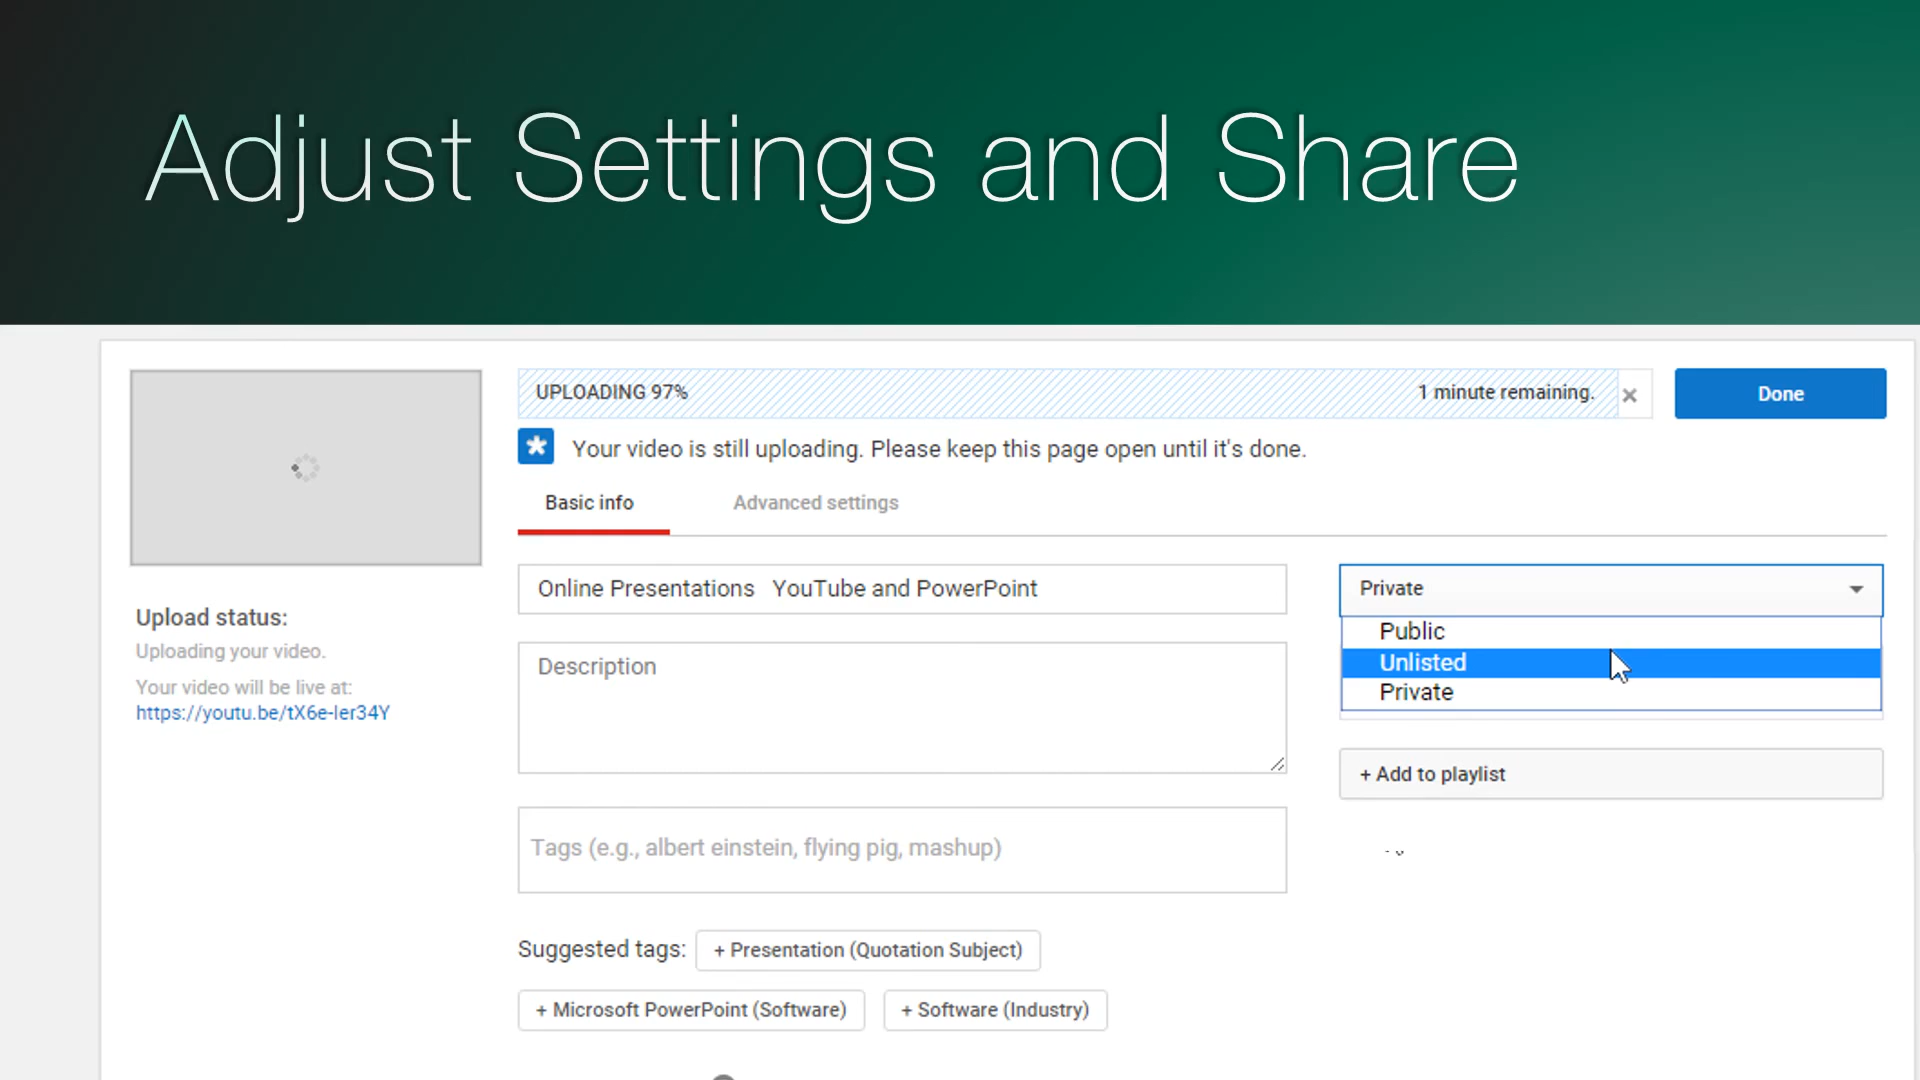 Adjust Settings and Share
UPLOADING 97%
1 minute remaining.
Done
Your video is still uploading. Please keep this page open until it's done.
Basic info
Advanced settings
Online Presentations   YouTube and PowerPoint
Private
Public
Unlisted
Private
Description
+ Add to playlist
Tags (e.g., albert einstein, flying pig, mashup)
Suggested tags:
+ Presentation (Quotation Subject)
+ Microsoft PowerPoint (Software)
+ Software (Industry)
Upload status:
Uploading your video.
Your video will be live at:
https://youtu.be/tX6e-ler34Y